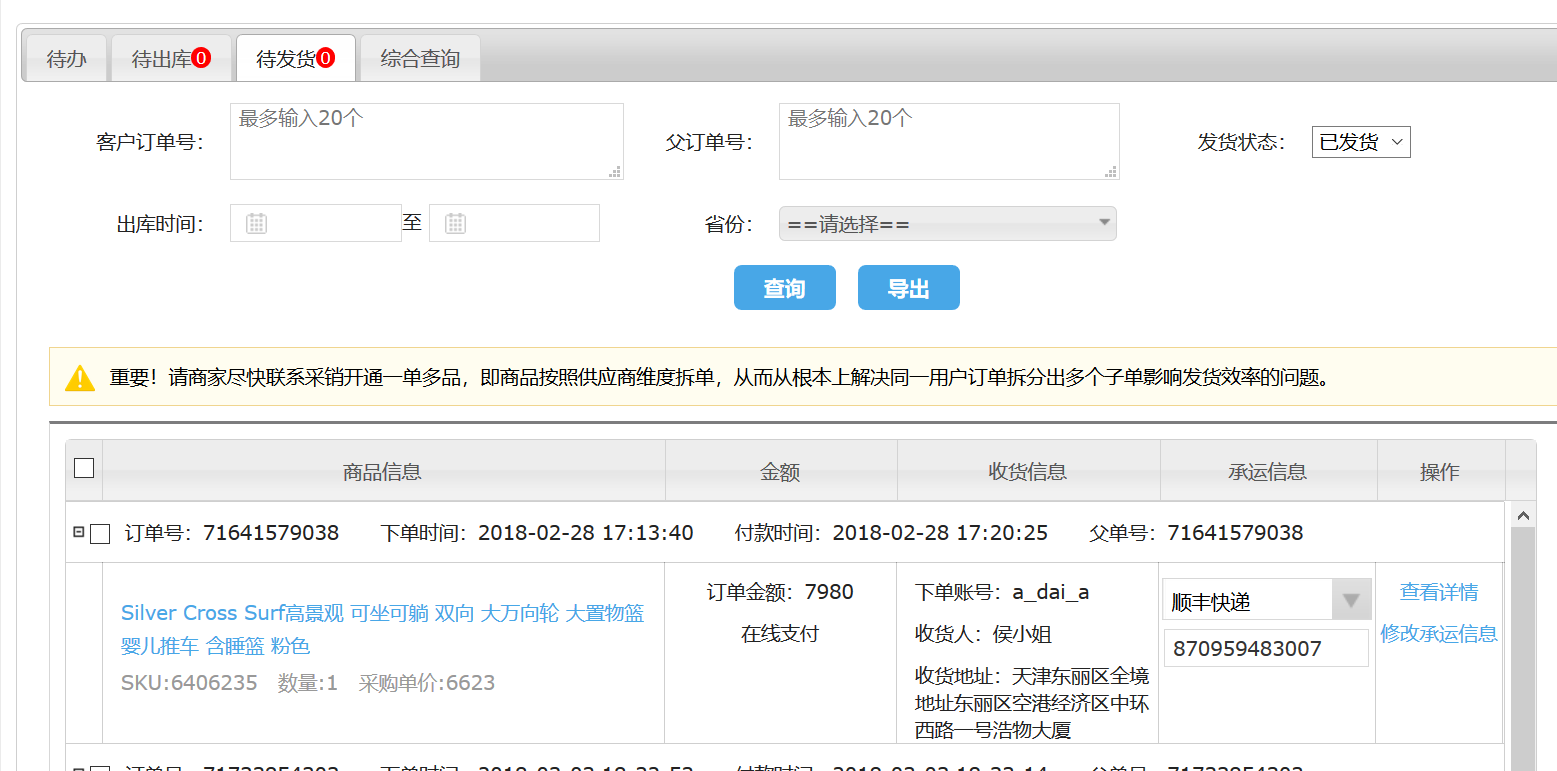 待办 待出库0 待发货0 综合查询
客户订单号： 最多输入20个 父订单号： 最多输入20个 发货状态： 已发货
出库时间： 至 省份： ==请选择==
查询 导出
重要！请商家尽快联系采销开通一单多品，即商品按照供应商维度拆单，从而从根本上解决同一用户订单拆分出多个子单影响发货效率的问题。
商品信息 金额 收货信息 承运信息 操作
订单号：71641579038 下单时间：2018-02-28 17:13:40 付款时间：2018-02-28 17:20:25 父单号：71641579038
Silver Cross Surf高景观 可坐可躺 双向 大万向轮 大置物篮
婴儿推车 含睡篮 粉色
SKU:6406235 数量:1 采购单价:6623
订单金额：7980
在线支付
下单账号：a_dai_a
收货人：侯小姐
收货地址：天津东丽区全境
地址东丽区空港经济区中环
西路一号浩物大厦
顺丰快递
870959483007
查看详情
修改承运信息